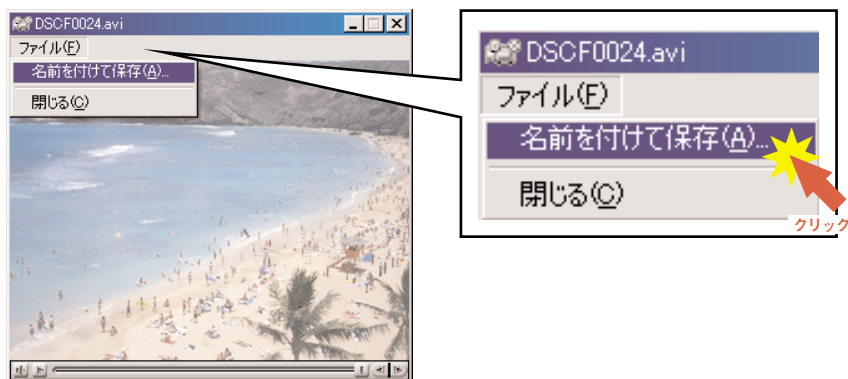 DSCF0024.avi
ファイル(F)
名前を付けて保存(A)...
閉じる(C)
DSCF0024.avi
ファイル(F)
名前を付けて保存(A)...
閉じる(C)
クリック